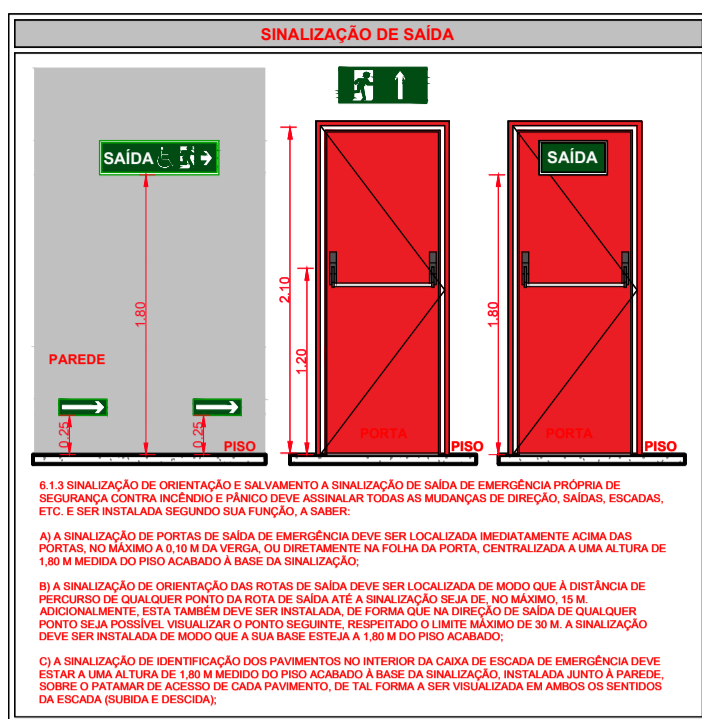 SINALIZAÇÃO DE SAÍDA
SAÍDA
1.80
PAREDE
0.25
0.25
PISO
2.10
1.20
PORTA
PISO
SAÍDA
1.80
PORTA
PISO
6.1.3 SINALIZAÇÃO DE ORIENTAÇÃO E SALVAMENTO A SINALIZAÇÃO DE SAÍDA DE EMERGÊNCIA PRÓPRIA DE
SEGURANÇA CONTRA INCÊNDIO E PÂNICO DEVE ASSINALAR TODAS AS MUDANÇAS DE DIREÇÃO, SAÍDAS, ESCADAS,
ETC. E SER INSTALADA SEGUNDO SUA FUNÇÃO, A SABER:
A) A SINALIZAÇÃO DE PORTAS DE SAÍDA DE EMERGÊNCIA DEVE SER LOCALIZADA IMEDIATAMENTE ACIMA DAS
PORTAS, NO MÁXIMO A 0,10 M DA VERGA, OU DIRETAMENTE NA FOLHA DA PORTA, CENTRALIZADA A UMA ALTURA DE
1,80 M MEDIDA DO PISO ACABADO À BASE DA SINALIZAÇÃO;
B) A SINALIZAÇÃO DE ORIENTAÇÃO DAS ROTAS DE SAÍDA DEVE SER LOCALIZADA DE MODO QUE À DISTÂNCIA DE
PERCURSO DE QUALQUER PONTO DA ROTA DE SAÍDA ATÉ A SINALIZAÇÃO SEJA DE, NO MÁXIMO, 15 M.
ADICIONALMENTE, ESTA TAMBÉM DEVE SER INSTALADA, DE FORMA QUE NA DIREÇÃO DE SAÍDA DE QUALQUER
PONTO SEJA POSSÍVEL VISUALIZAR O PONTO SEGUINTE, RESPEITADO O LIMITE MÁXIMO DE 30 M. A SINALIZAÇÃO
DEVE SER INSTALADA DE MODO QUE A SUA BASE ESTEJA A 1,80 M DO PISO ACABADO;
C) A SINALIZAÇÃO DE IDENTIFICAÇÃO DOS PAVIMENTOS NO INTERIOR DA CAIXA DE ESCADA DE EMERGÊNCIA DEVE
ESTAR A UMA ALTURA DE 1,80 M MEDIDO DO PISO ACABADO À BASE DA SINALIZAÇÃO, INSTALADA JUNTO À PAREDE,
SOBRE O PATAMAR DE ACESSO DE CADA PAVIMENTO, DE TAL FORMA A SER VISUALIZADA EM AMBOS OS SENTIDOS
DA ESCADA (SUBIDA E DESCIDA);